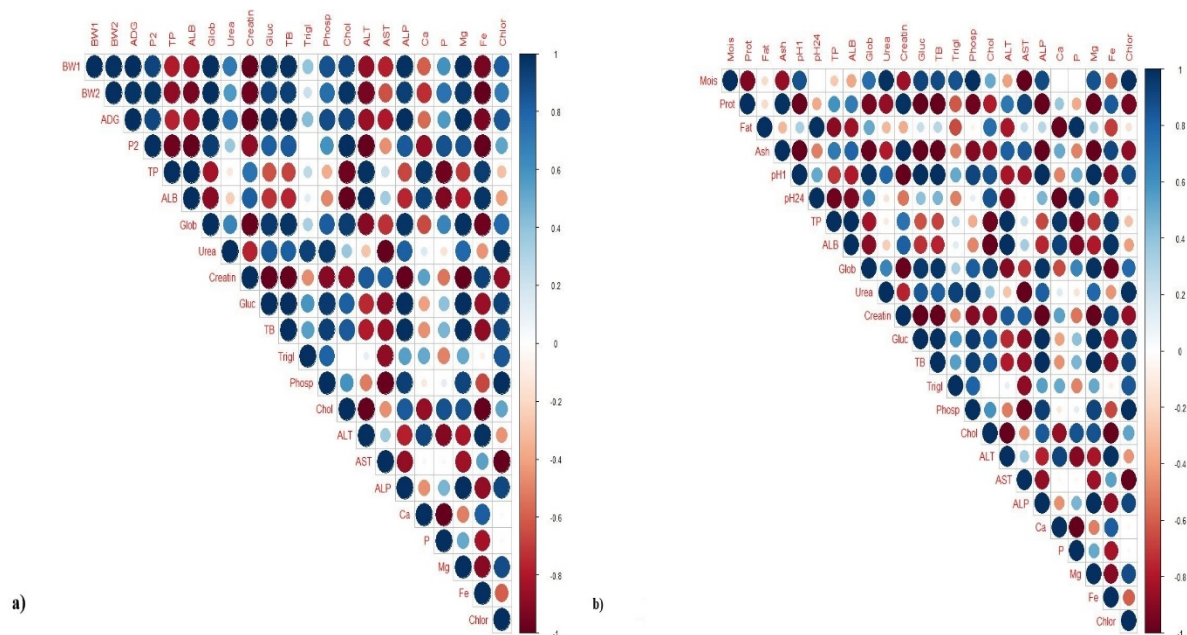 BW1 BW2 ADG P2 TP ALB Glob Urea Creatin Gluc TB Trigl Phosp Chol ALT AST ALP Ca P Mg Fe Chlor
BW1
BW2
ADG
P2
TP
ALB
Glob
Urea
Creatin
Gluc
TB
Trigl
Phosp
Chol
ALT
AST
ALP
Ca
P
Mg
Fe
Chlor
1
0.8
0.6
0.4
0.2
0
-0.2
-0.4
-0.6
-0.8
-1
a)
Mois Prot Fat Ash pH1 pH24 TP ALB Glob Urea Creatin Gluc TB Trigl Phosp Chol ALT AST ALP Ca P Mg Fe Chlor
Mois
Prot
Fat
Ash
pH1
pH24
TP
ALB
Glob
Urea
Creatin
Gluc
TB
Trigl
Phosp
Chol
ALT
AST
ALP
Ca
P
Mg
Fe
Chlor
1
0.8
0.6
0.4
0.2
0
-0.2
-0.4
-0.6
-0.8
-1
b)